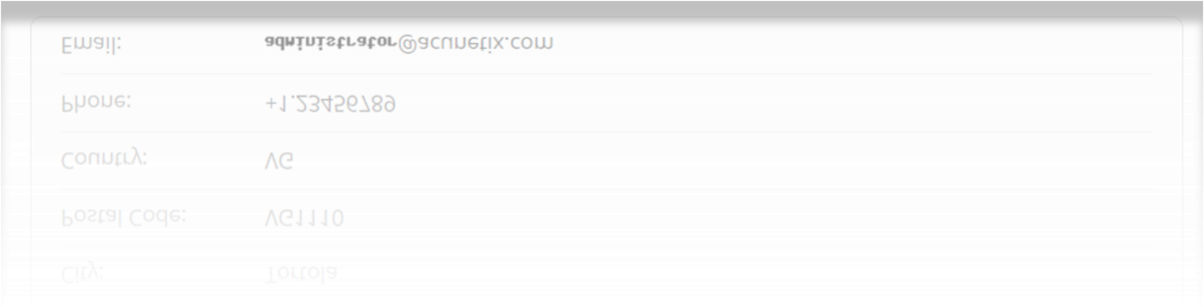 Email: administrator@acunetix.com
Phone: +1.23456789
Country: VG
Postal Code: VG1110
City: Tortola